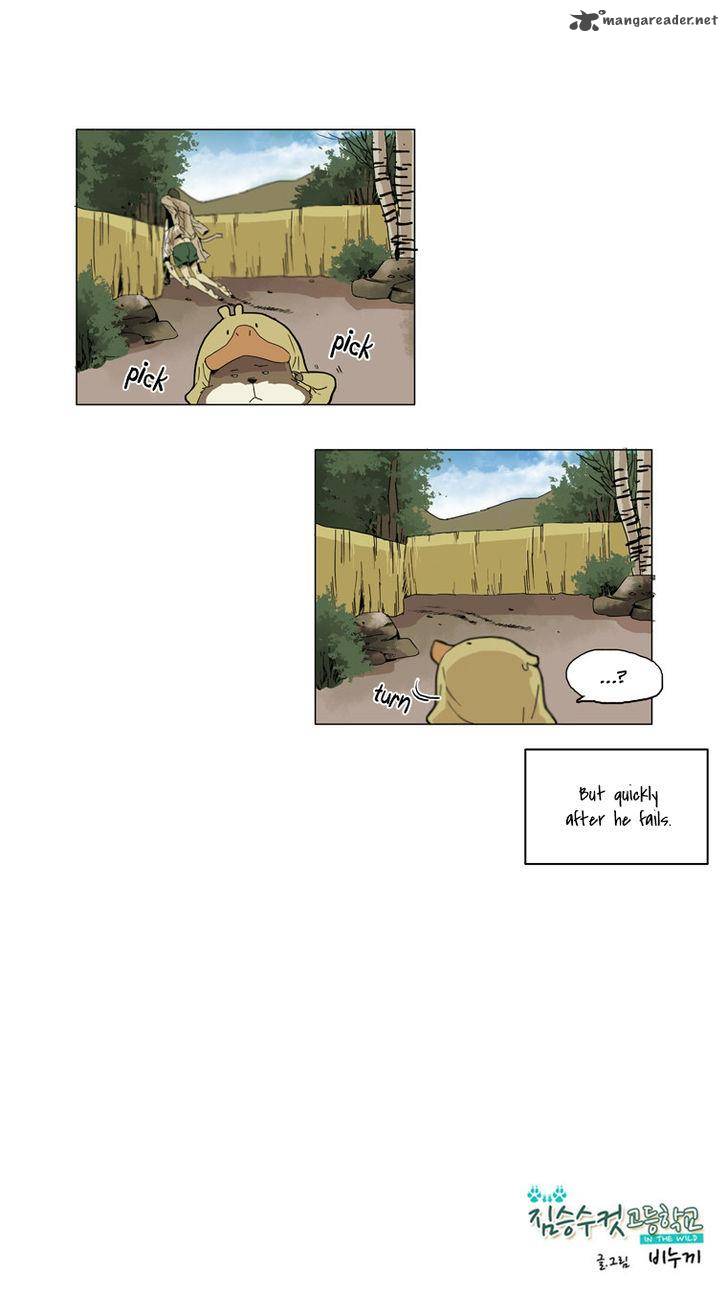 mangareader.net
pick
pick
turn
...?
But quickly
after he fails.
짐승수컷 고등학교
IN THE WILD
글.그림 비누끼